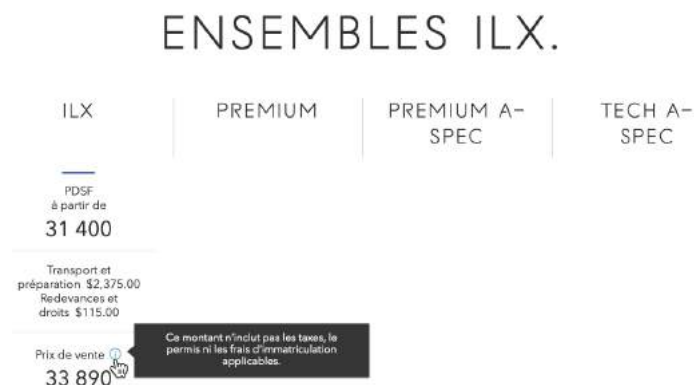 ENSEMBLES ILX.
ILX
PREMIUM
PREMIUM A-
SPEC
TECH A-
SPEC
PDSF
à partir de
31 400
Transport et
préparation $2,375.00
Redevances et
droits $115.00
Prix de vente
33 890
Ce montant n'inclut pas les taxes, le
permis ni les frais d'immatriculation
applicables.